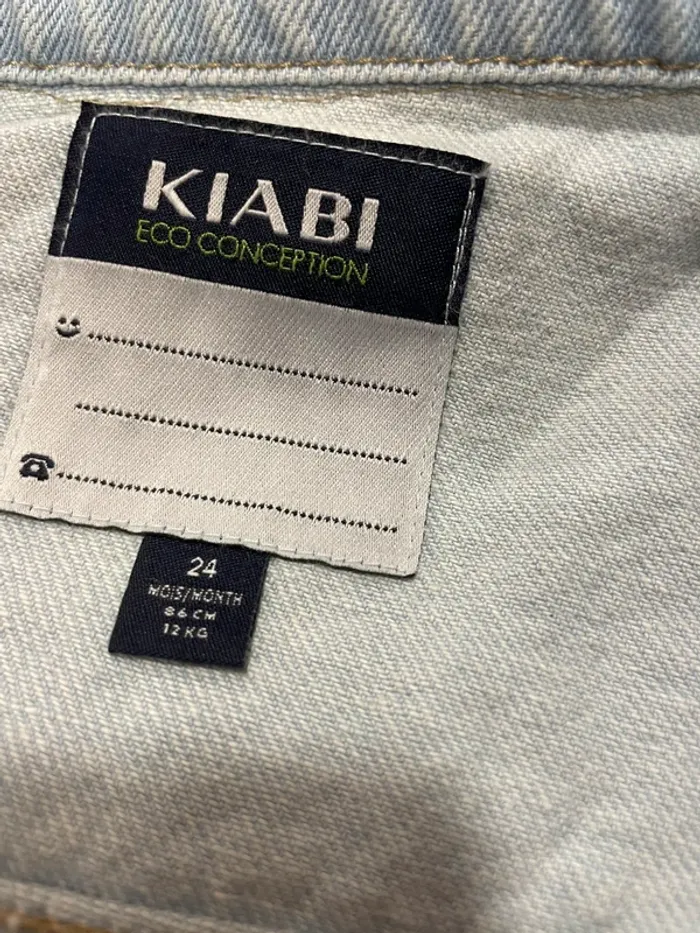 KIABI
ECO CONCEPTION
24
MOIS/MONTH
86 CM
12 KG